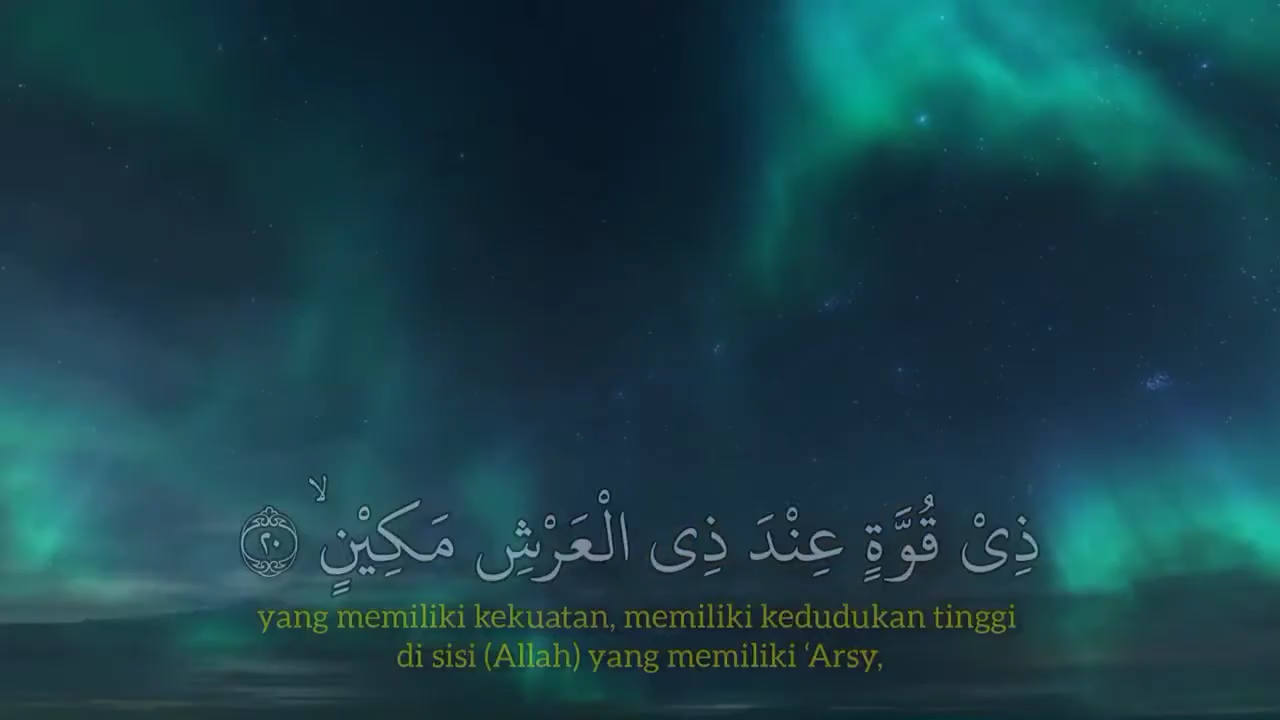 ذِىْ قُوَّةٍ عِنْدَ ذِى الْعَرْشِ مَكِيْنٍۙ ٢٠
yang memiliki kekuatan, memiliki kedudukan tinggi
di sisi (Allah) yang memiliki ‘Arsy,